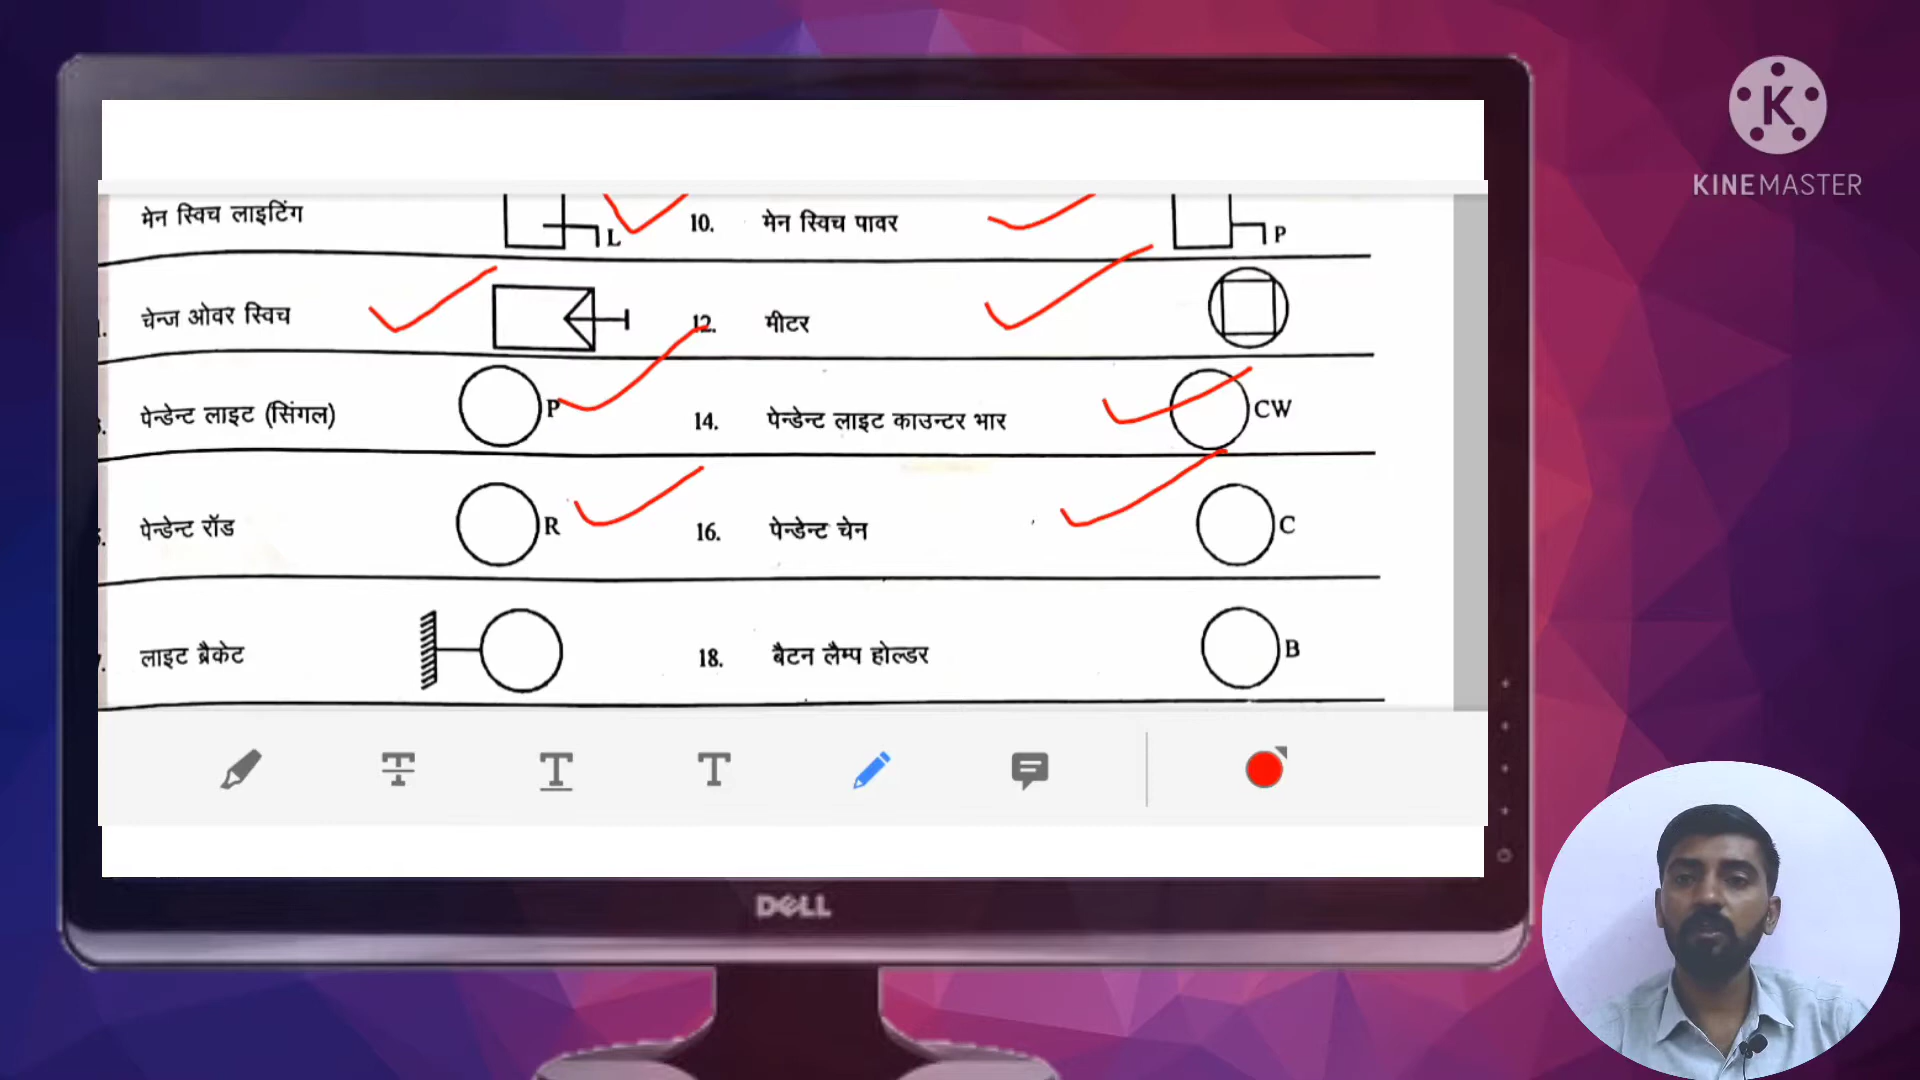 KINEMASTER
मेन स्विच लाइटिंग L 10. मेन स्विच पावर P
चेन्ज ओवर स्विच 12. मीटर
पेन्डेन्ट लाइट (सिंगल) P 14. पेन्डेन्ट लाइट काउन्टर भार CW
पेन्डेन्ट रॉड R 16. पेन्डेन्ट चेन C
लाइट ब्रैकेट 18. बैटन लैम्प होल्डर B
T T T
DELL